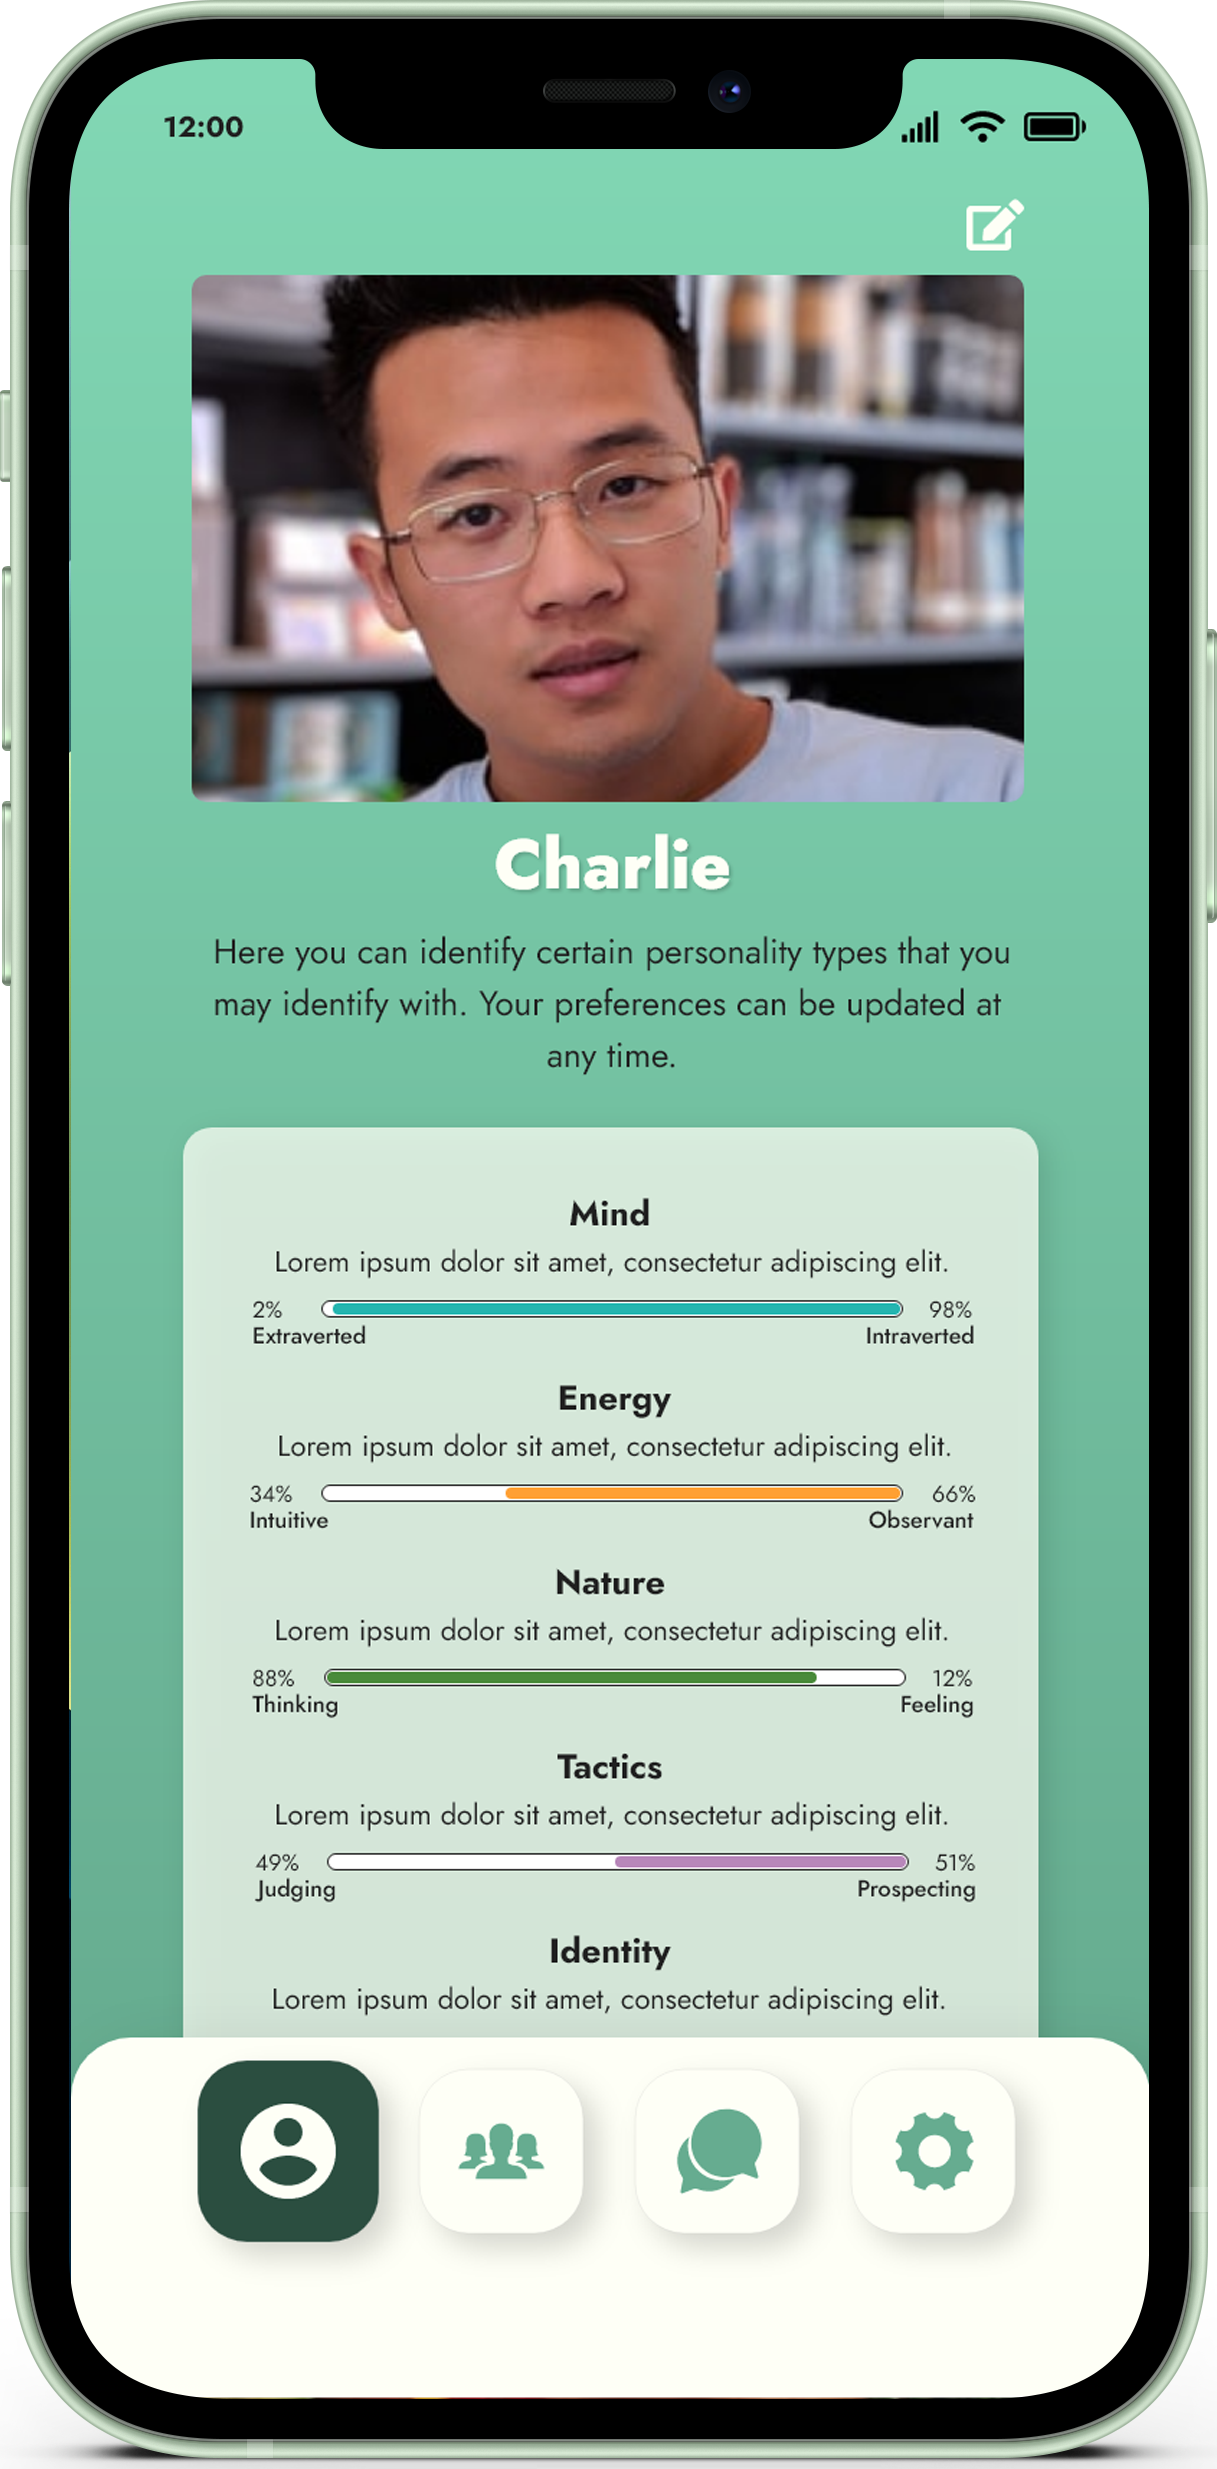 12:00
Charlie
Here you can identify certain personality types that you
may identify with. Your preferences can be updated at
any time.
Mind
Lorem ipsum dolor sit amet, consectetur adipiscing elit.
2% 98%
Extraverted Intraverted
Energy
Lorem ipsum dolor sit amet, consectetur adipiscing elit.
34% 66%
Intuitive Observant
Nature
Lorem ipsum dolor sit amet, consectetur adipiscing elit.
88% 12%
Thinking Feeling
Tactics
Lorem ipsum dolor sit amet, consectetur adipiscing elit.
49% 51%
Judging Prospecting
Identity
Lorem ipsum dolor sit amet, consectetur adipiscing elit.